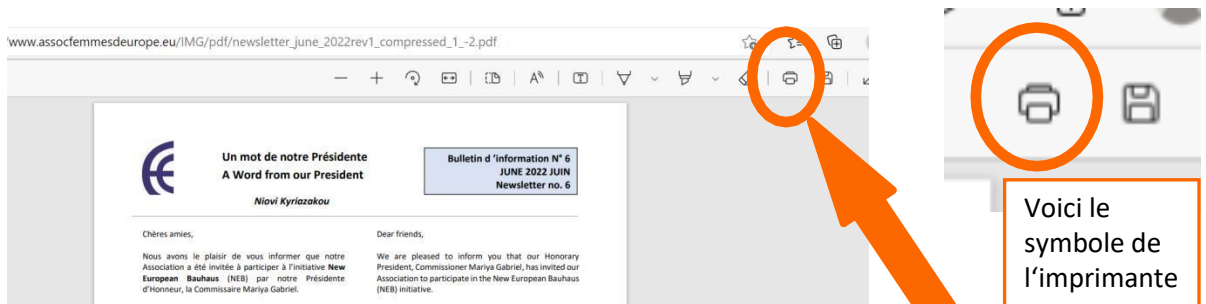 www.assocfemmesdeurope.eu/IMG/pdf/newsletter_june_2022rev1_compressed_1_-2.pdf
Un mot de notre Présidente
A Word from our President
Niovi Kyriazakou
Bulletin d 'information N° 6
JUNE 2022 JUIN
Newsletter no. 6
Chères amies,
Nous avons le plaisir de vous informer que notre
Association a été invitée à participer à l'initiative New
European Bauhaus (NEB) par notre Présidente
d'Honneur, la Commissaire Mariya Gabriel.
Dear friends,
We are pleased to inform you that our Honorary
President, Commissioner Mariya Gabriel, has invited our
Association to participate in the New European Bauhaus
(NEB) initiative.
Voici le
symbole de
l‘imprimante